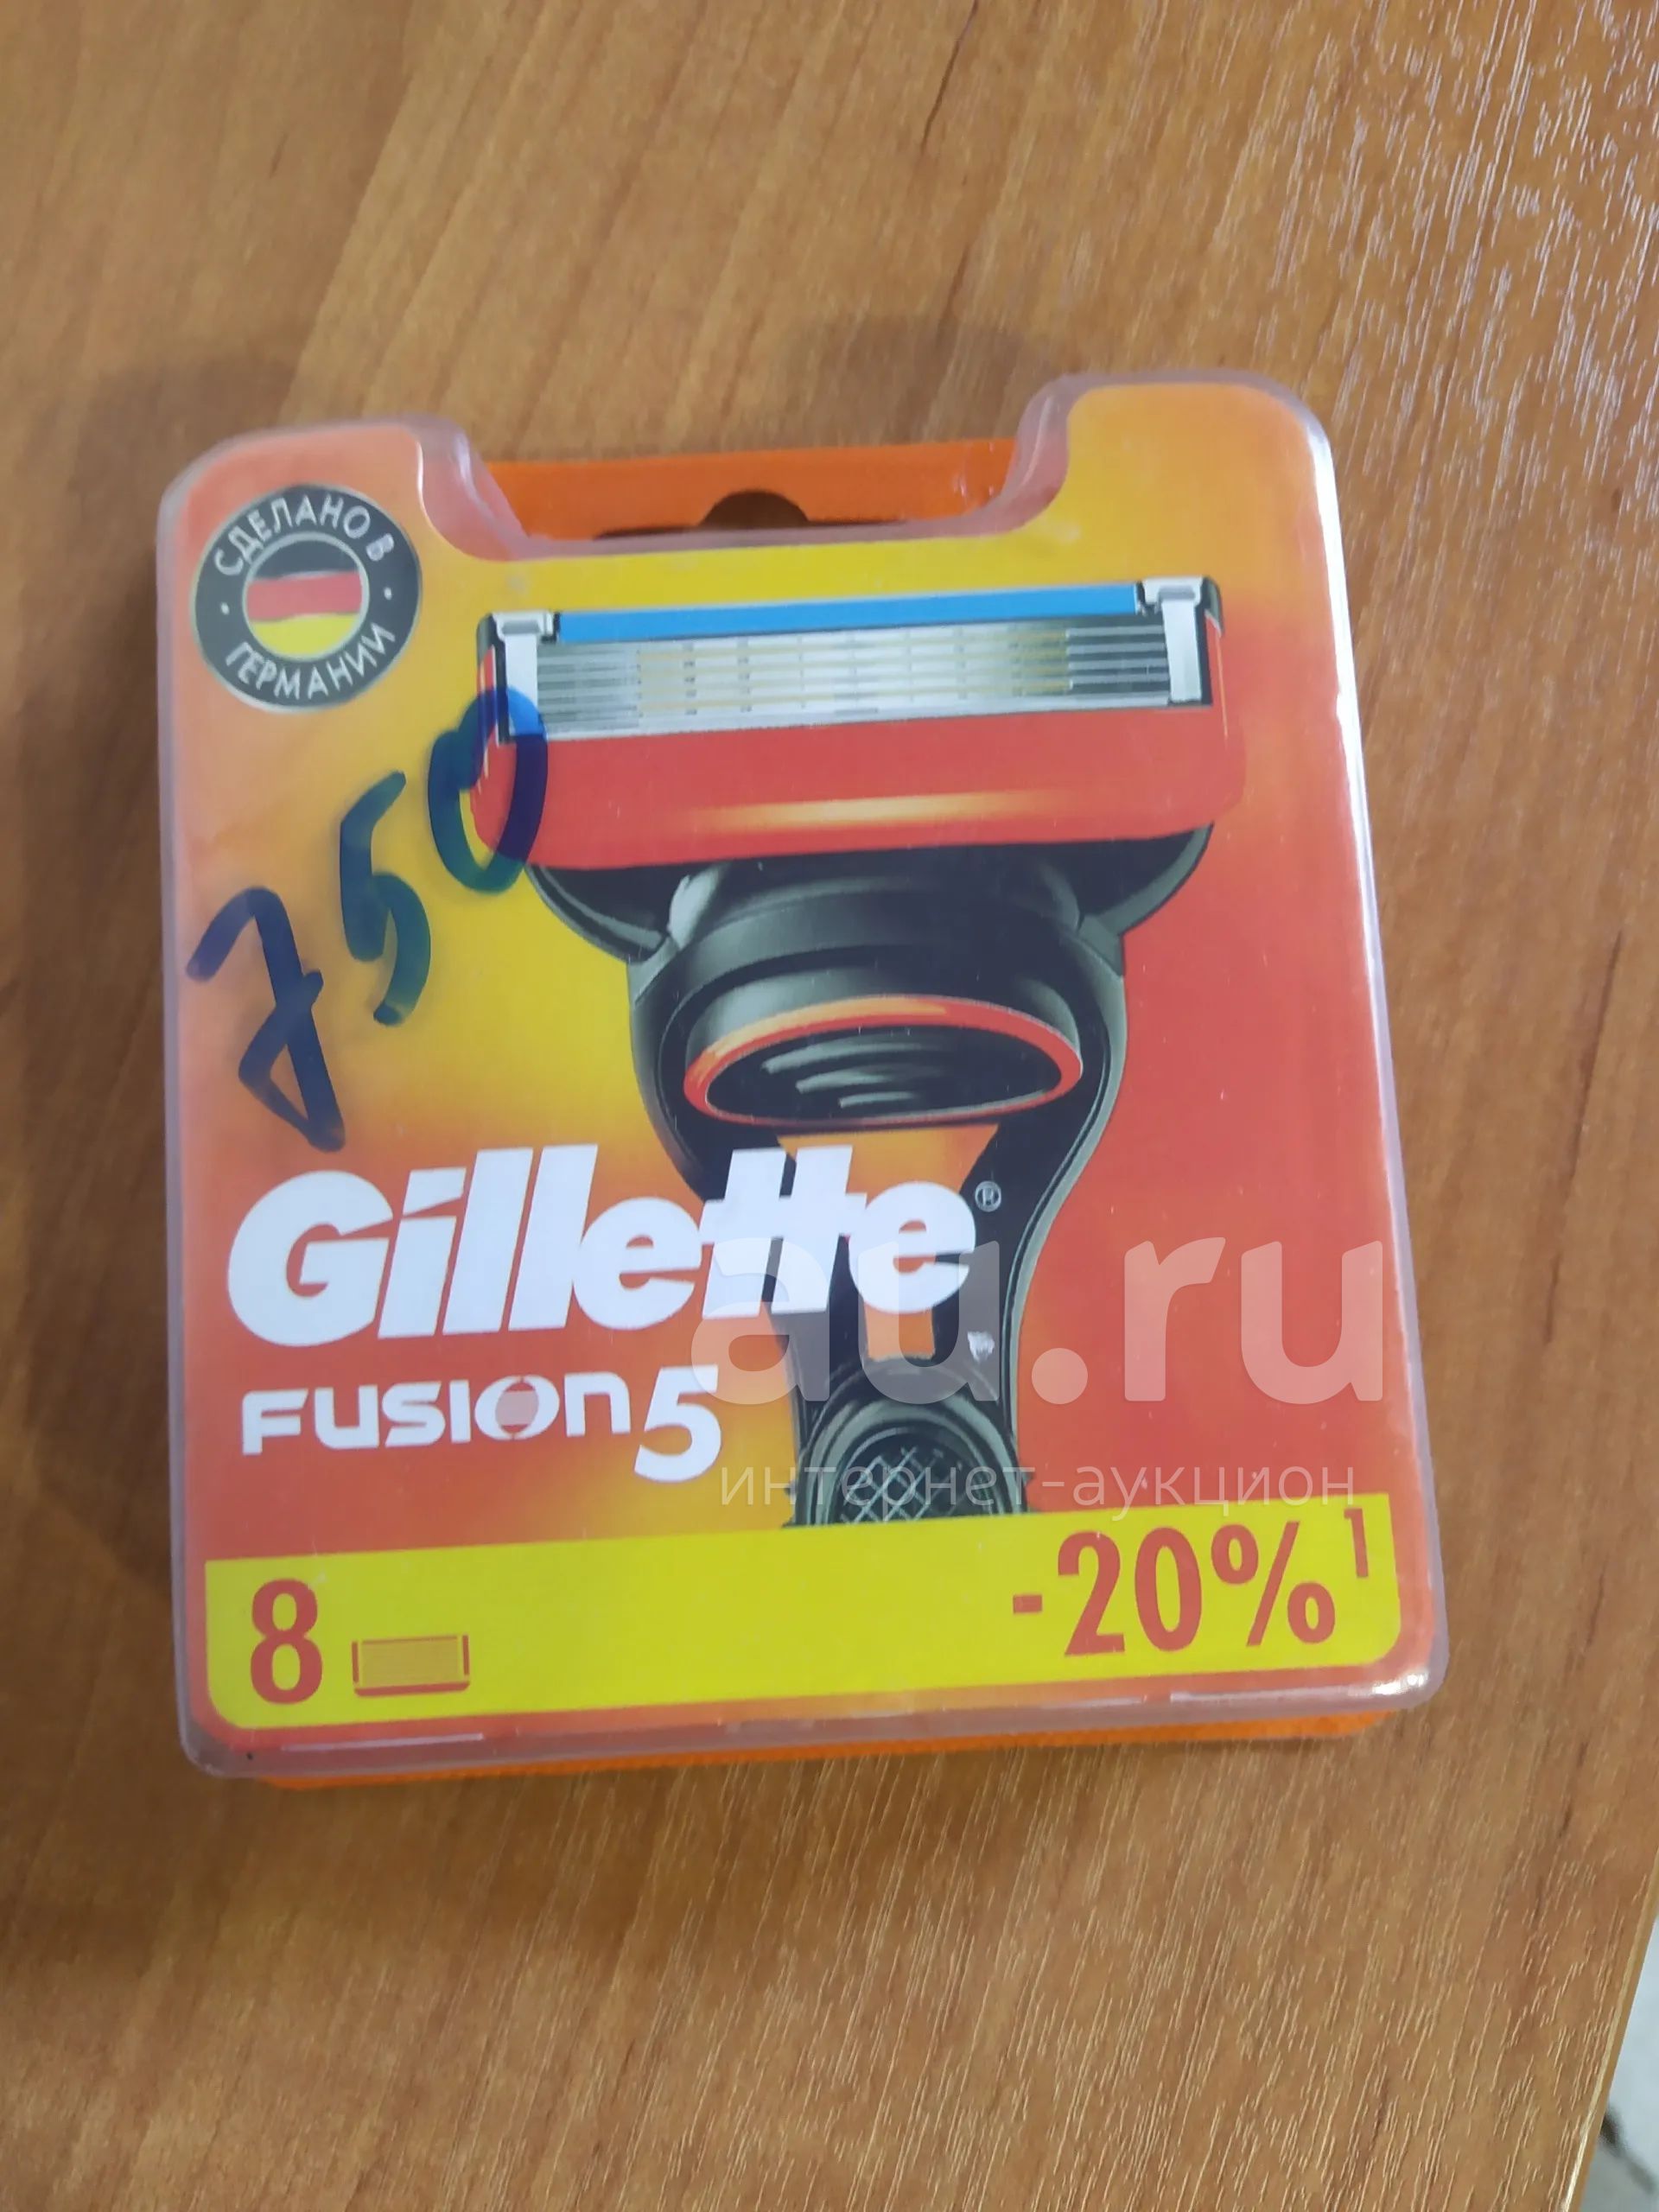 СДЕЛАНО В
ГЕРМАНИИ
750
Gillette®
FUSION5
au.ru
интернет-аукцион
8
-20%1